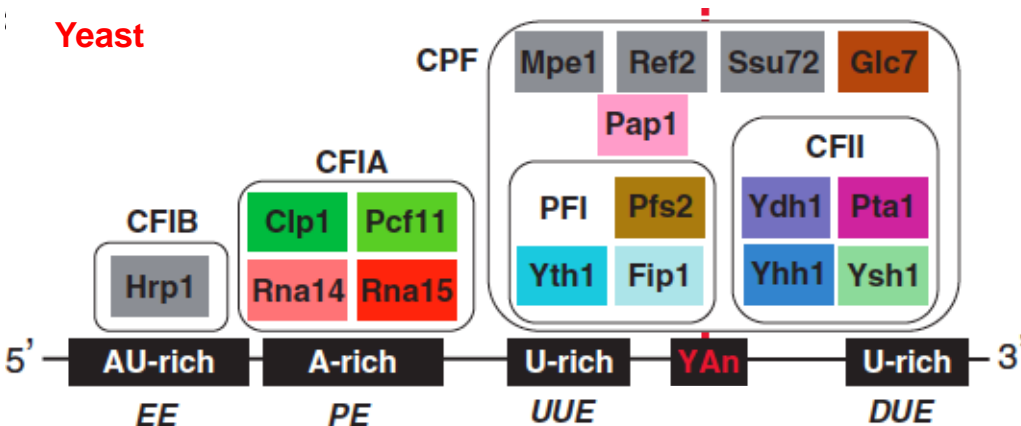 Yeast
CPF
Mpe1 Ref2 Ssu72 Glc7
Pap1
CFII
CFIA
PFI Pfs2
Ydh1 Pta1
CFIB
Clp1 Pcf11
Hrp1
Rna14 Rna15
Yth1 Fip1
Yhh1 Ysh1
5' AU-rich A-rich U-rich YAn U-rich 3'
EE PE UUE DUE